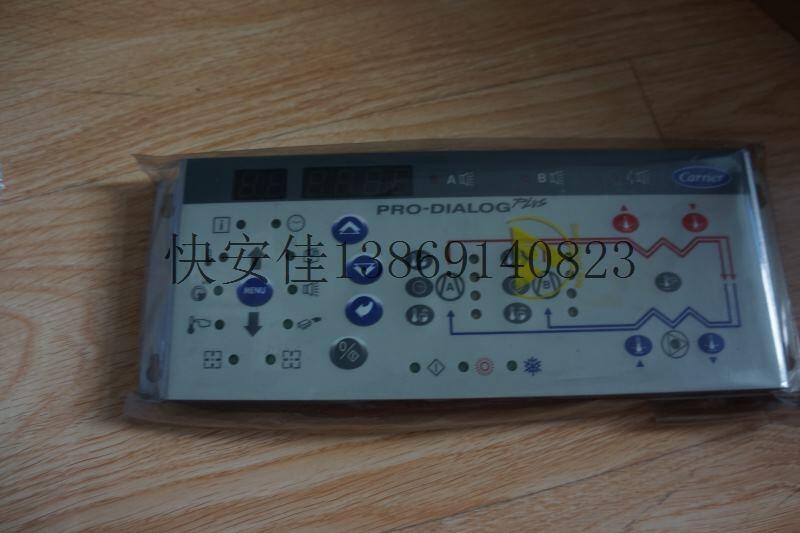 A B Carrier
PRO-DIALOG Plus
快安佳13869140823
MENU
A B